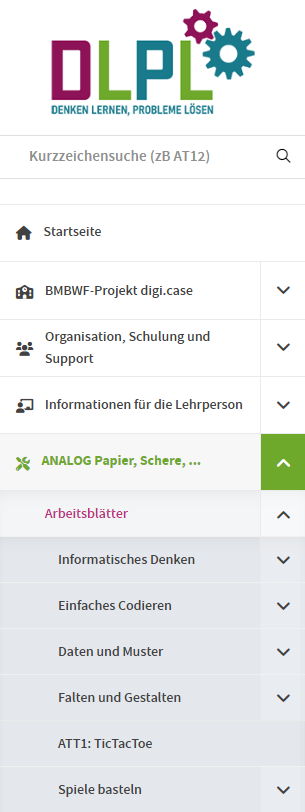 DLPL
DENKEN LERNEN, PROBLEME LÖSEN
Kurzzeichensuche (zB AT12)
Startseite
BMBWF-Projekt digi.case
Organisation, Schulung und
Support
Informationen für die Lehrperson
ANALOG Papier, Schere, ...
Arbeitsblätter
Informatisches Denken
Einfaches Codieren
Daten und Muster
Falten und Gestalten
ATT1: TicTacToe
Spiele basteln